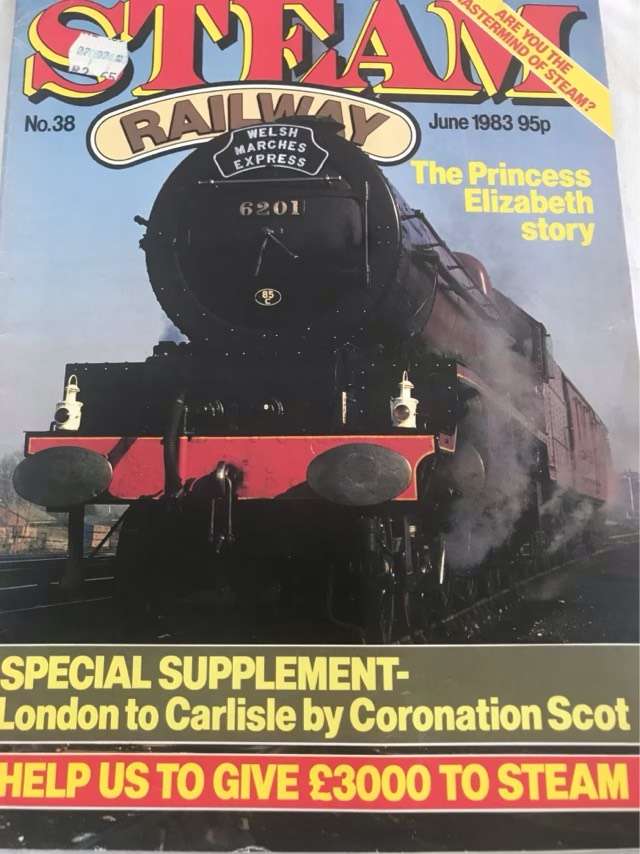 STEAM
RAILWAY
No.38
June 1983 95p
ARE YOU THE
MASTERMIND OF STEAM?
WELSH
MARCHES
EXPRESS
6201
85
C
The Princess
Elizabeth
story
SPECIAL SUPPLEMENT-
London to Carlisle by Coronation Scot
HELP US TO GIVE £3000 TO STEAM